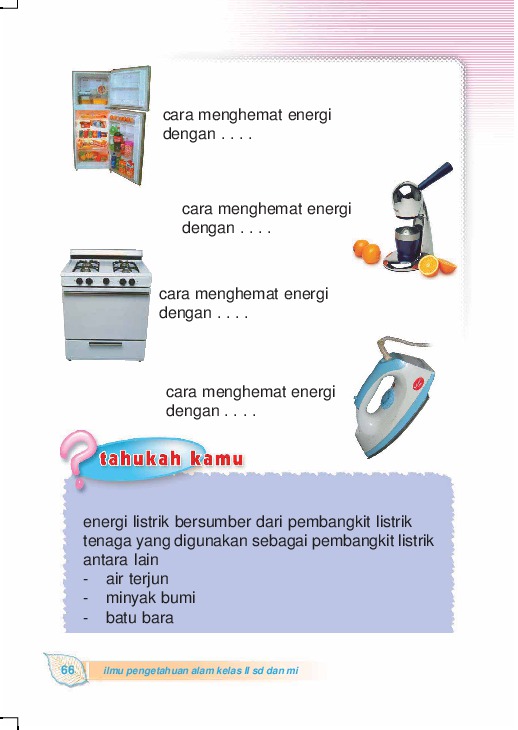 cara menghemat energi
dengan . . . .
cara menghemat energi
dengan . . . .
cara menghemat energi
dengan . . . .
cara menghemat energi
dengan . . . .
tahukah kamu
energi listrik bersumber dari pembangkit listrik
tenaga yang digunakan sebagai pembangkit listrik
antara lain
- air terjun
- minyak bumi
- batu bara
66 ilmu pengetahuan alam kelas II sd dan mi